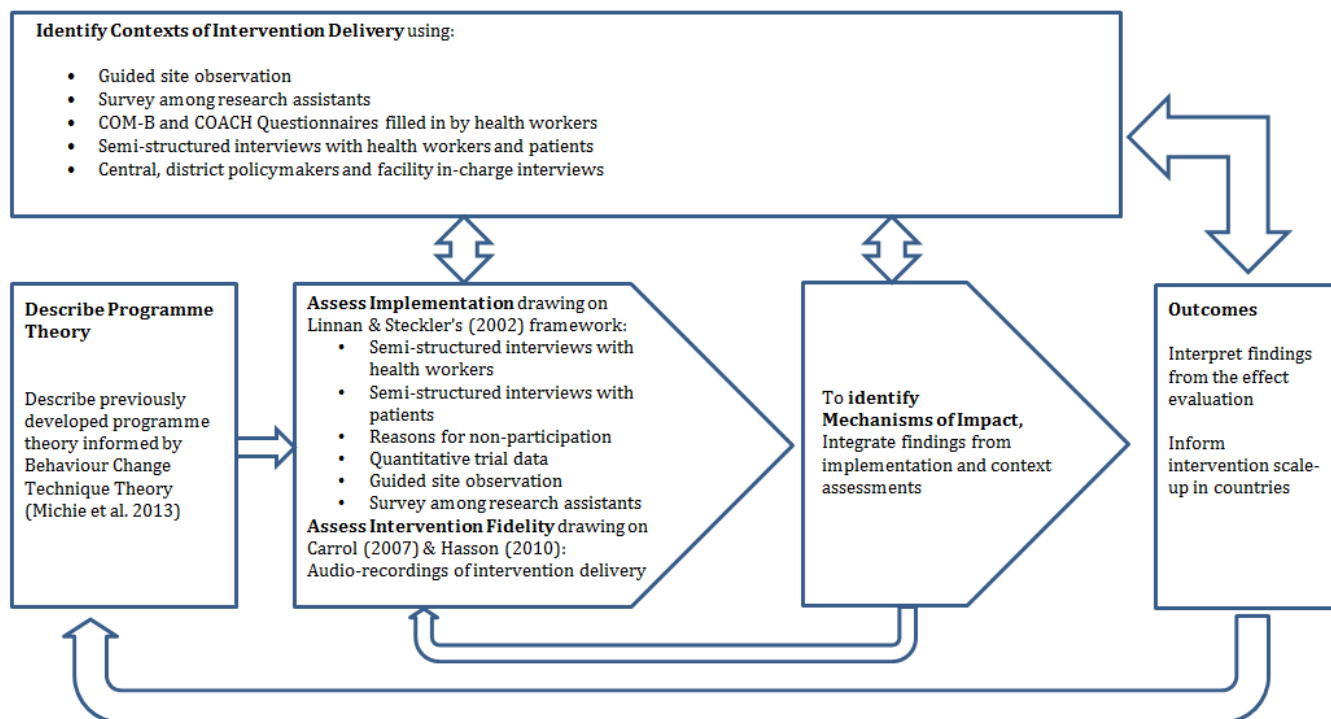 Identify Contexts of Intervention Delivery using:
• Guided site observation
• Survey among research assistants
• COM-B and COACH Questionnaires filled in by health workers
• Semi-structured interviews with health workers and patients
• Central, district policymakers and facility in-charge interviews
Describe Programme
Theory
Describe previously
developed programme
theory informed by
Behaviour Change
Technique Theory
(Michie et al. 2013)
Assess Implementation drawing on
Linnan & Steckler's (2002) framework:
• Semi-structured interviews with
health workers
• Semi-structured interviews with
patients
• Reasons for non-participation
• Quantitative trial data
• Guided site observation
• Survey among research assistants
Assess Intervention Fidelity drawing on
Carrol (2007) & Hasson (2010):
Audio-recordings of intervention delivery
To identify
Mechanisms of Impact,
Integrate findings from
implementation and context
assessments
Outcomes
Interpret findings
from the effect
evaluation
Inform
intervention scale-
up in countries